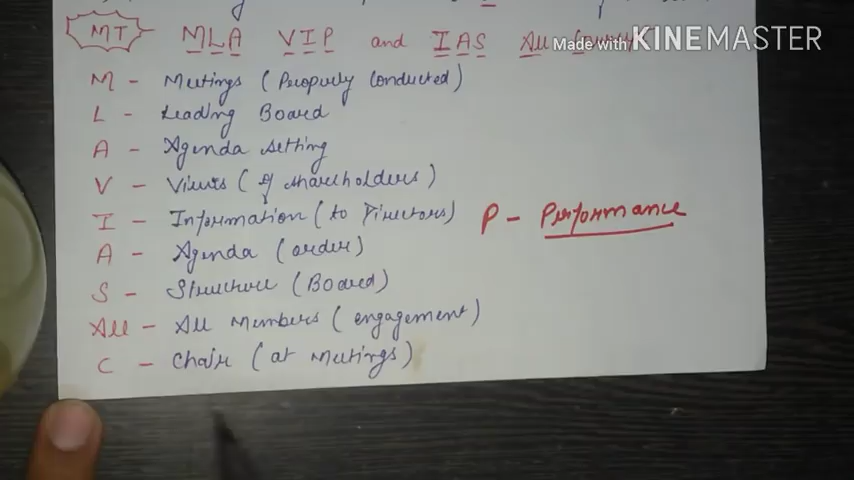 MT MLA VIP and IAS All
Made with KINEMASTER
M - Meetings (Properly Conducted)
L - Leading Board
A - Agenda setting
V - Views (of shareholders)
I - Information (to Directors)
P - Performance
A - Agenda (order)
S - Structure (Board)
All - All Members (engagement)
C - Chair (at Meetings)